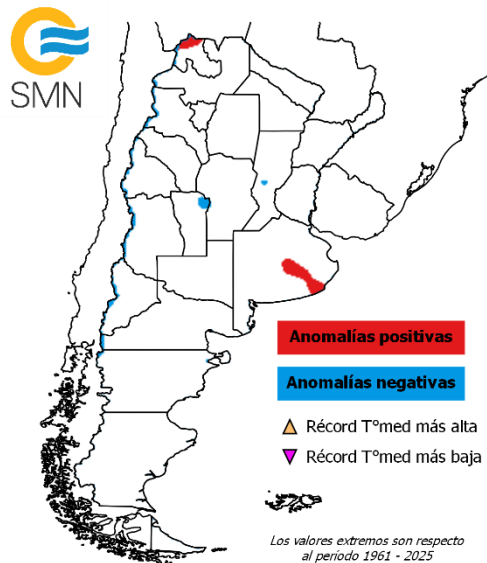 SMN
Anomalías positivas
Anomalías negativas
Récord T°med más alta
Récord T°med más baja
Los valores extremos son respecto
al período 1961 - 2025